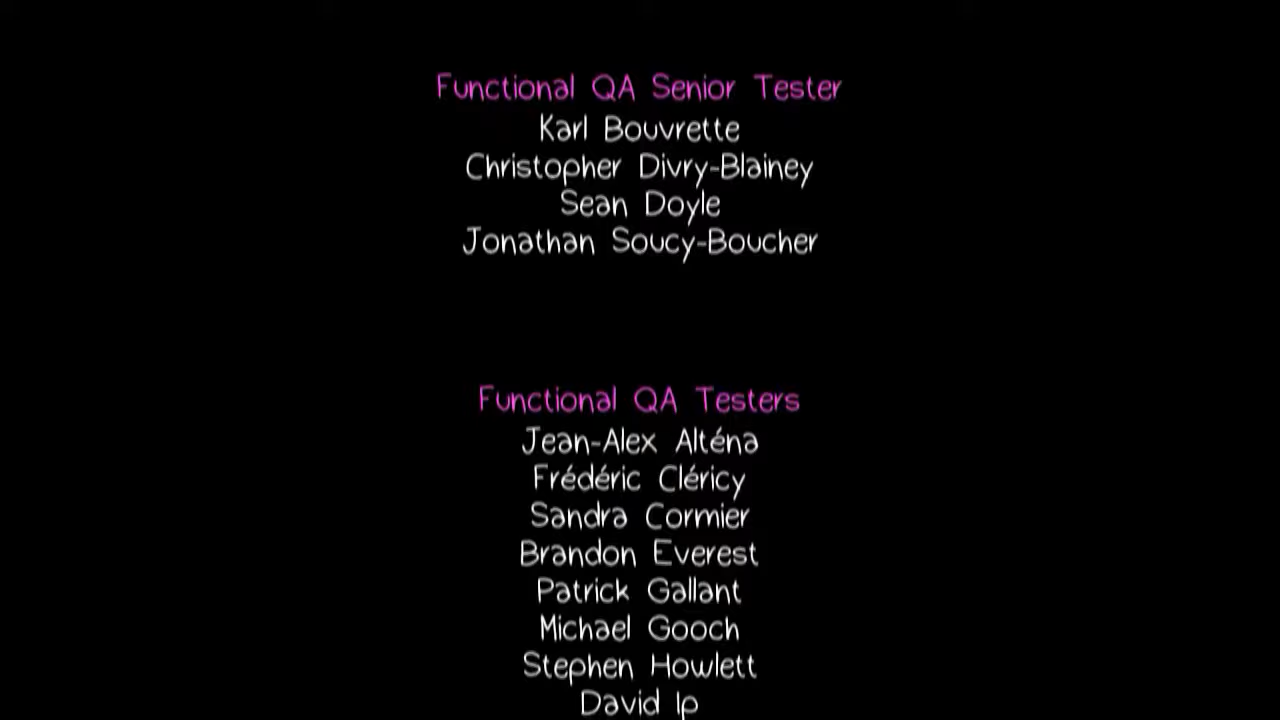 Functional QA Senior Tester
Karl Bouvrette
Christopher Divry-Blainey
Sean Doyle
Jonathan Soucy-Boucher
Functional QA Testers
Jean-Alex Alténa
Frédéric Cléricy
Sandra Cormier
Brandon Everest
Patrick Gallant
Michael Gooch
Stephen Howlett
David Ip